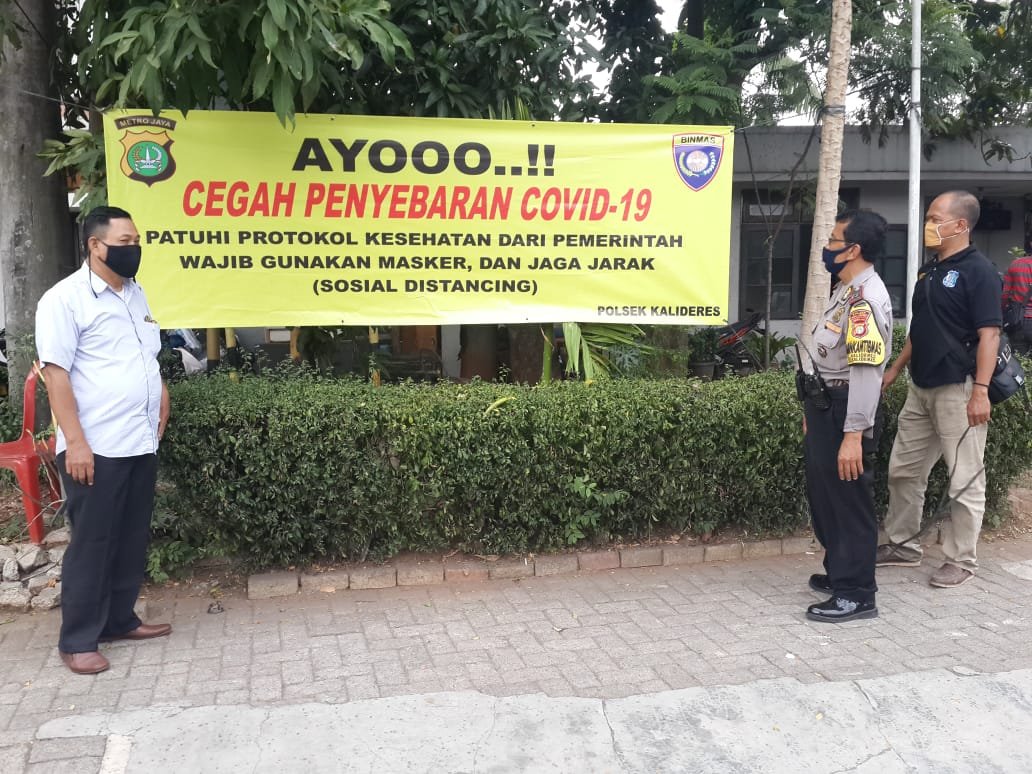 METRO JAYA
AYOOO..!!
BINMAS
CEGAH PENYEBARAN COVID-19
PATUHI PROTOKOL KESEHATAN DARI PEMERINTAH
WAJIB GUNAKAN MASKER, DAN JAGA JARAK
(SOSIAL DISTANCING)
POLSEK KALIDERES